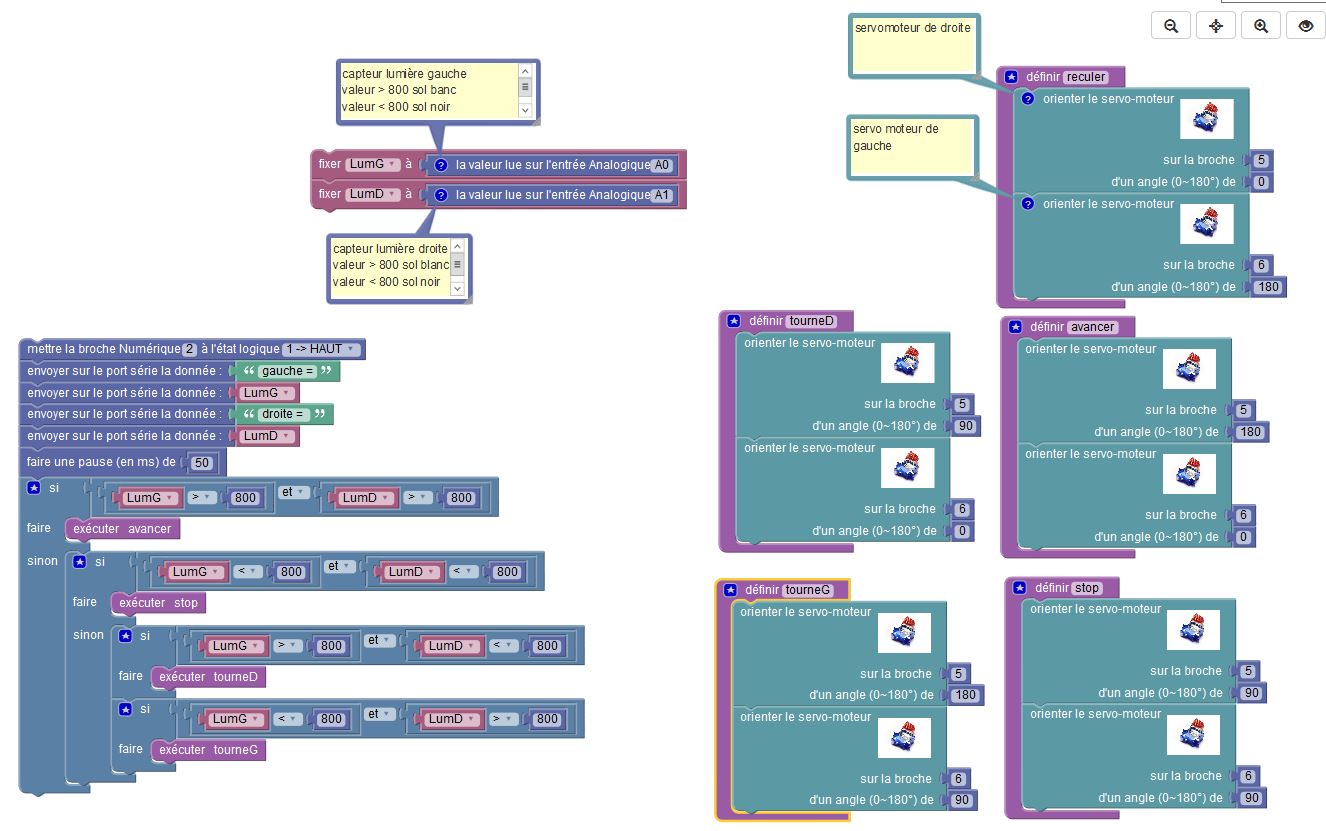 capteur lumière gauche
valeur > 800 sol banc
valeur < 800 sol noir
fixer LumG à la valeur lue sur l'entrée Analogique A0
fixer LumD à la valeur lue sur l'entrée Analogique A1
capteur lumière droite
valeur > 800 sol blanc
valeur < 800 sol noir
mettre la broche Numérique 2 à l'état logique 1 -> HAUT
envoyer sur le port série la donnée : “ gauche = ”
envoyer sur le port série la donnée : LumG
envoyer sur le port série la donnée : “ droite = ”
envoyer sur le port série la donnée : LumD
faire une pause (en ms) de 50
si LumG > 800 et LumD > 800
faire exécuter avancer
sinon si LumG < 800 et LumD < 800
faire exécuter stop
sinon si LumG > 800 et LumD < 800
faire exécuter tourneD
si LumG < 800 et LumD > 800
faire exécuter tourneG
servomoteur de droite
servo moteur de
gauche
définir reculer
orienter le servo-moteur
sur la broche 5
d'un angle (0~180°) de 0
orienter le servo-moteur
sur la broche 6
d'un angle (0~180°) de 180
définir tourneD
orienter le servo-moteur
sur la broche 5
d'un angle (0~180°) de 90
orienter le servo-moteur
sur la broche 6
d'un angle (0~180°) de 0
définir avancer
orienter le servo-moteur
sur la broche 5
d'un angle (0~180°) de 180
orienter le servo-moteur
sur la broche 6
d'un angle (0~180°) de 0
définir tourneG
orienter le servo-moteur
sur la broche 5
d'un angle (0~180°) de 180
orienter le servo-moteur
sur la broche 6
d'un angle (0~180°) de 90
définir stop
orienter le servo-moteur
sur la broche 5
d'un angle (0~180°) de 90
orienter le servo-moteur
sur la broche 6
d'un angle (0~180°) de 90